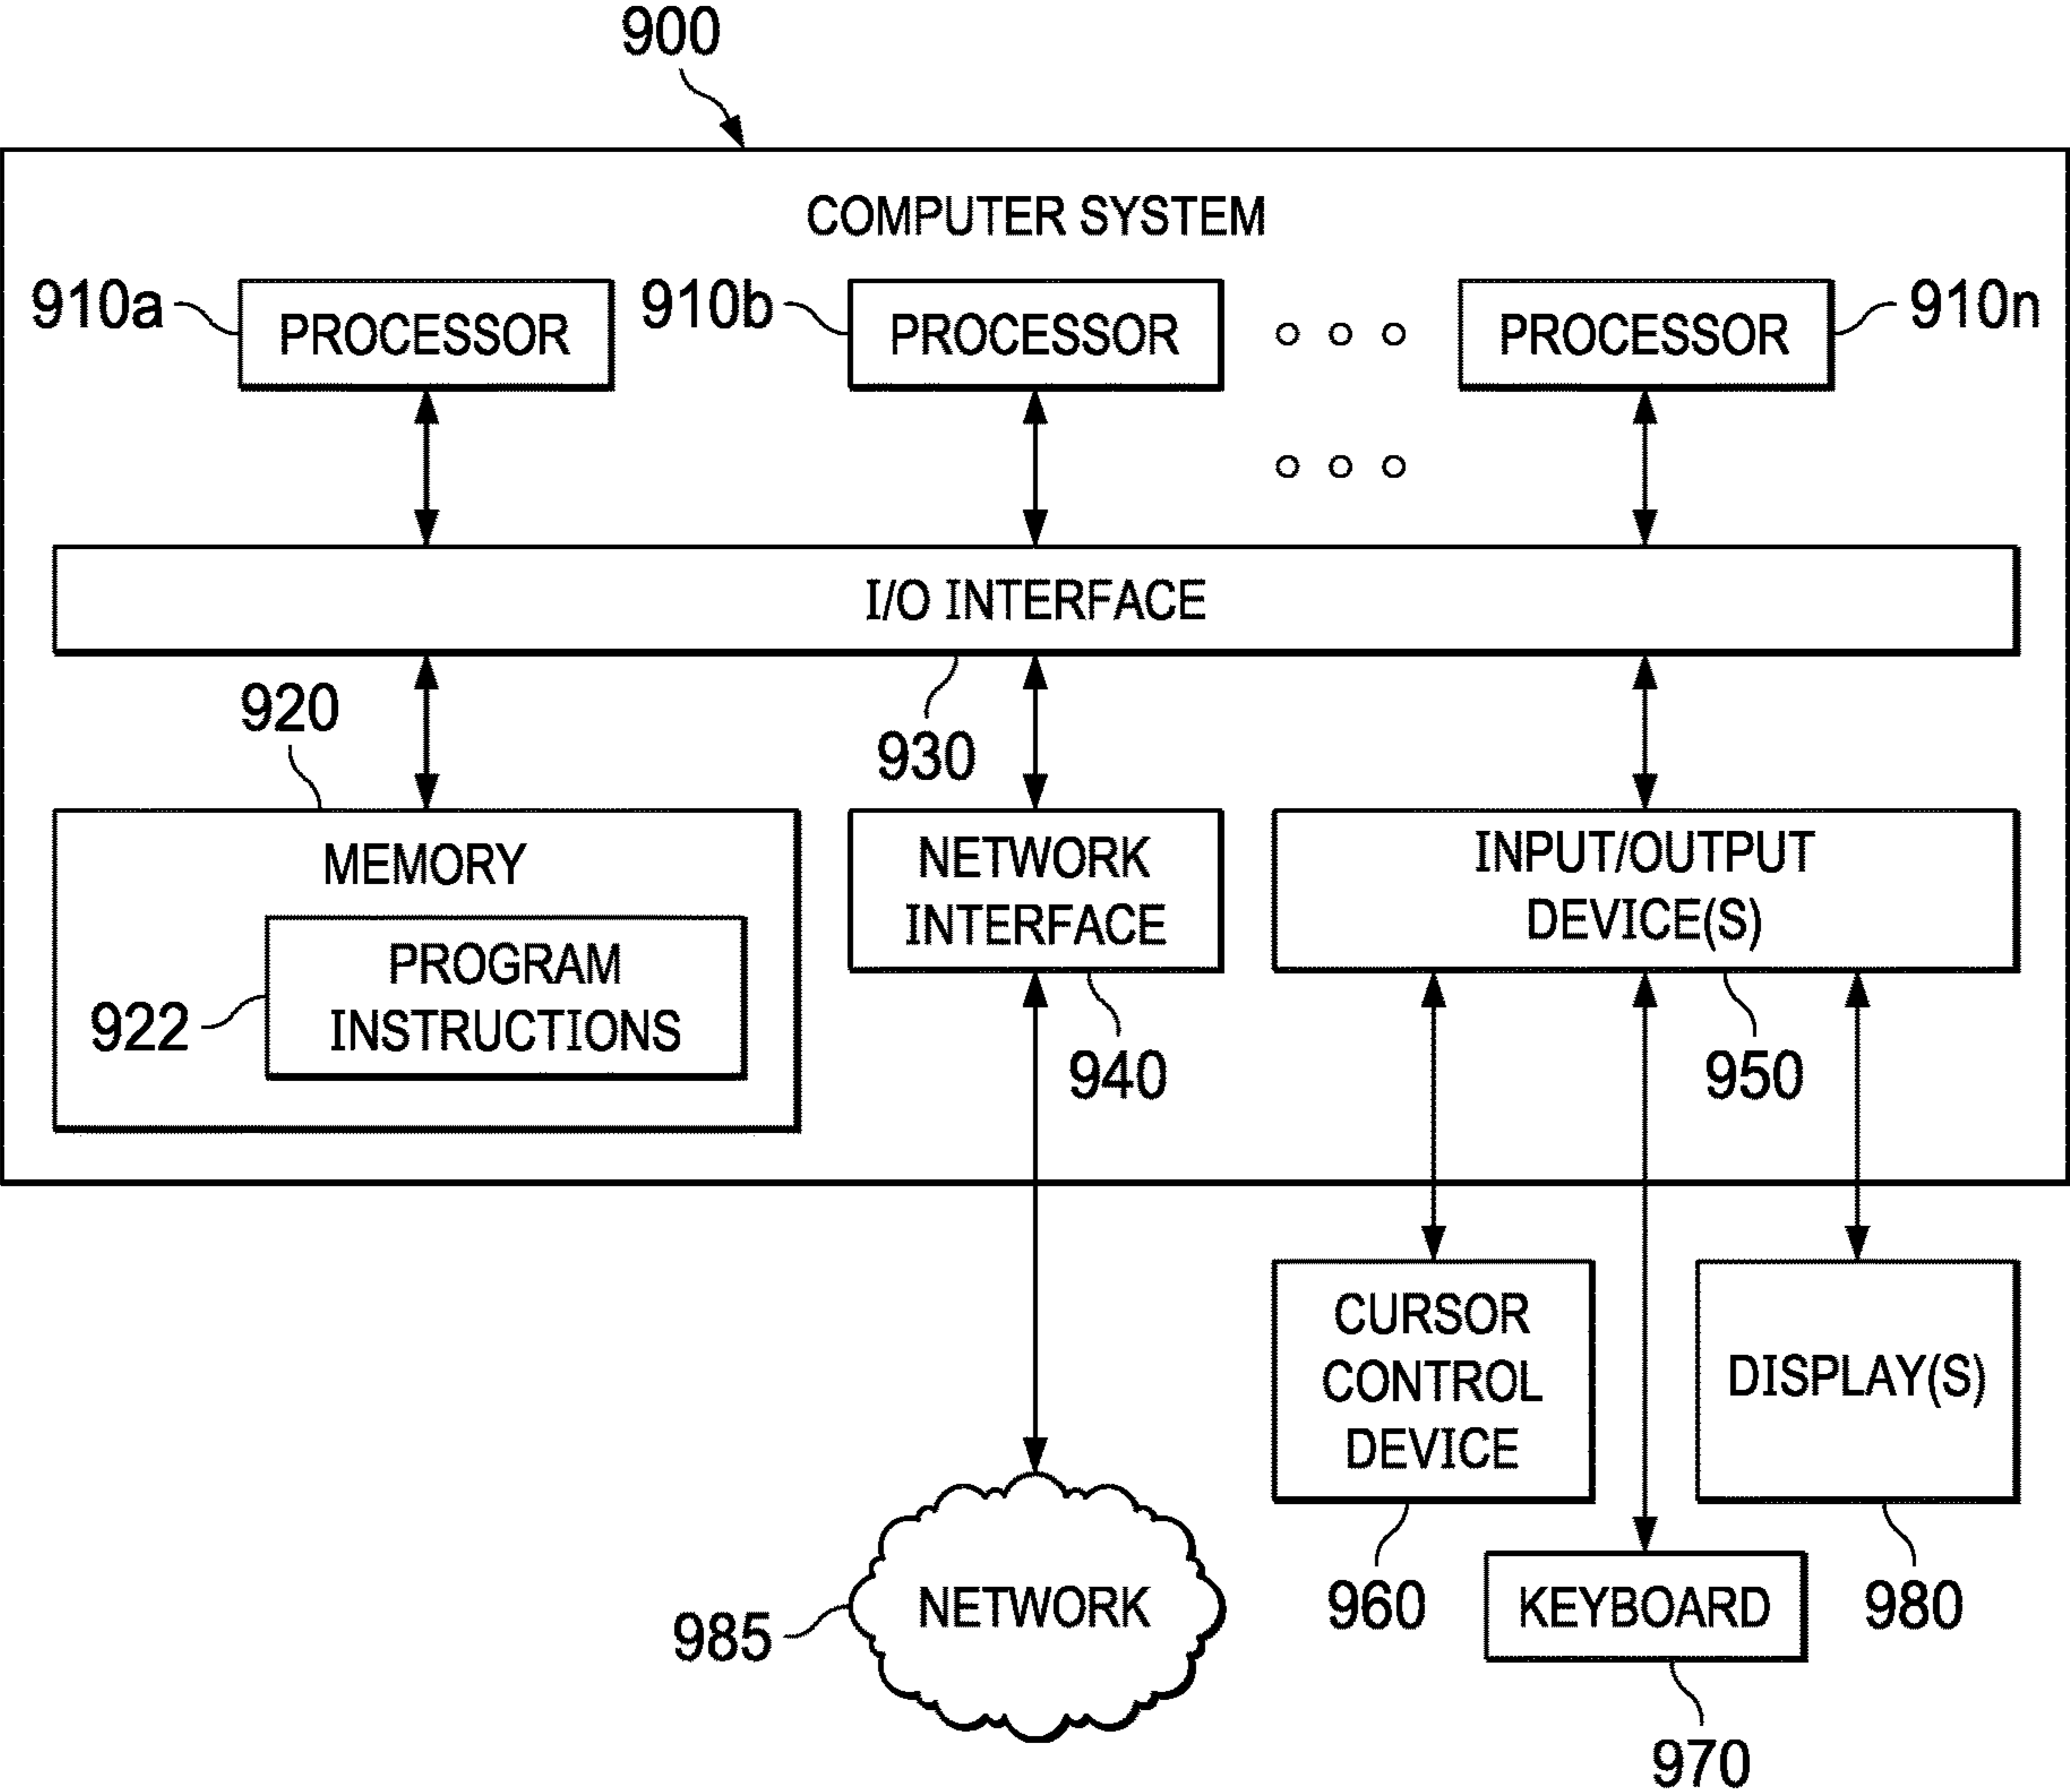 900
COMPUTER SYSTEM
910a
PROCESSOR
910b
PROCESSOR
PROCESSOR
910n
I/O INTERFACE
920
930
MEMORY
PROGRAM
INSTRUCTIONS
922
NETWORK
INTERFACE
940
INPUT/OUTPUT
DEVICE(S)
950
CURSOR
CONTROL
DEVICE
960
DISPLAY(S)
980
NETWORK
985
KEYBOARD
970